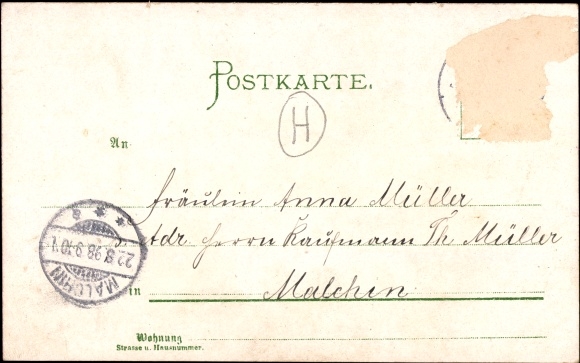 POSTKARTE.
H
An
Fräulein Anna Müller
Adr. Herrn Kaufmann Th. Müller
in Malchin
Wohnung
Strasse u. Hausnummer.
MALCHIN
22.8.98.9-10V.